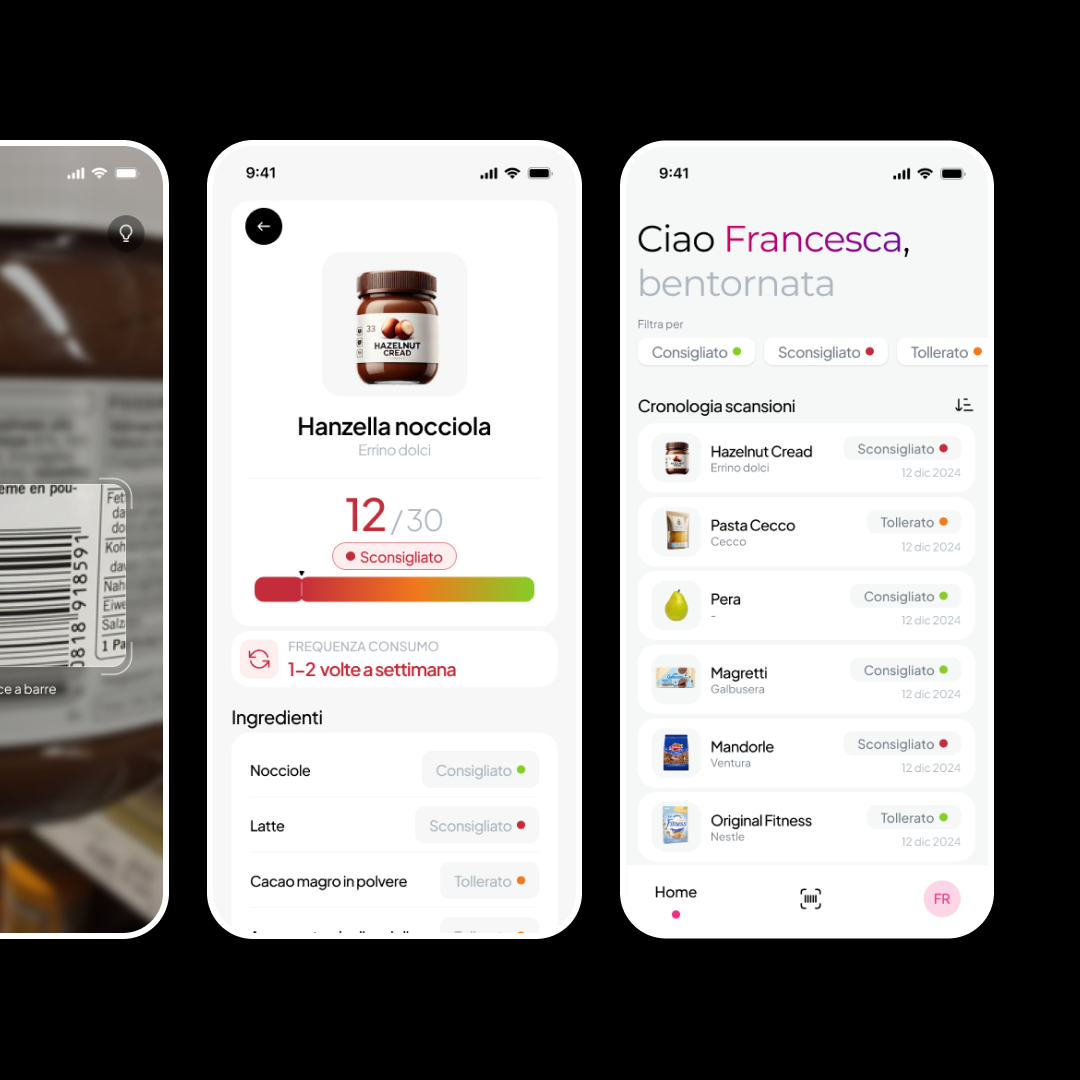 eme en pou-
Fet
da
do
Koh
dav
Nah
Eiwe
Salz
1 Pa
0818 918591
ce a barre
9:41
33
HAZELNUT
CREAD
Hanzella nocciola
Errino dolci
12 / 30
Sconsigliato
FREQUENZA CONSUMO
1-2 volte a settimana
Ingredienti
Nocciole Consigliato
Latte Sconsigliato
Cacao magro in polvere Tollerato
9:41
Ciao Francesca,
bentornata
Filtra per
Consigliato Sconsigliato Tollerato
Cronologia scansioni
Hazelnut Cread Sconsigliato
Errino dolci 12 dic 2024
Pasta Cecco Tollerato
Cecco 12 dic 2024
Pera Consigliato
- 12 dic 2024
Magretti Consigliato
Galbusera 12 dic 2024
Mandorle Sconsigliato
Ventura 12 dic 2024
Original Fitness Tollerato
Nestle 12 dic 2024
Fitness
Home FR